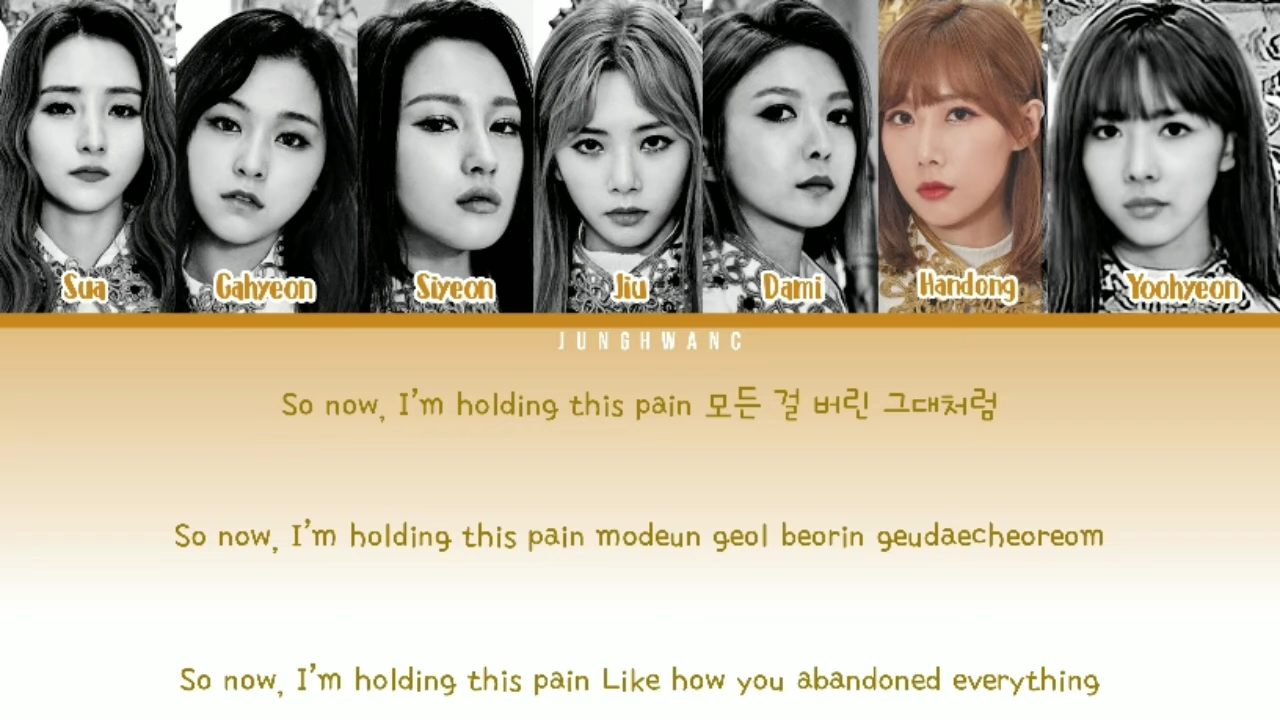 Sua Gahyeon Siyeon Jiu Dami Handong Yoohyeon
JUNGHWANC
So now, I'm holding this pain 모든 걸 버린 그대처럼
So now, I'm holding this pain modeun geol beorin geudaecheoreom
So now, I'm holding this pain Like how you abandoned everything